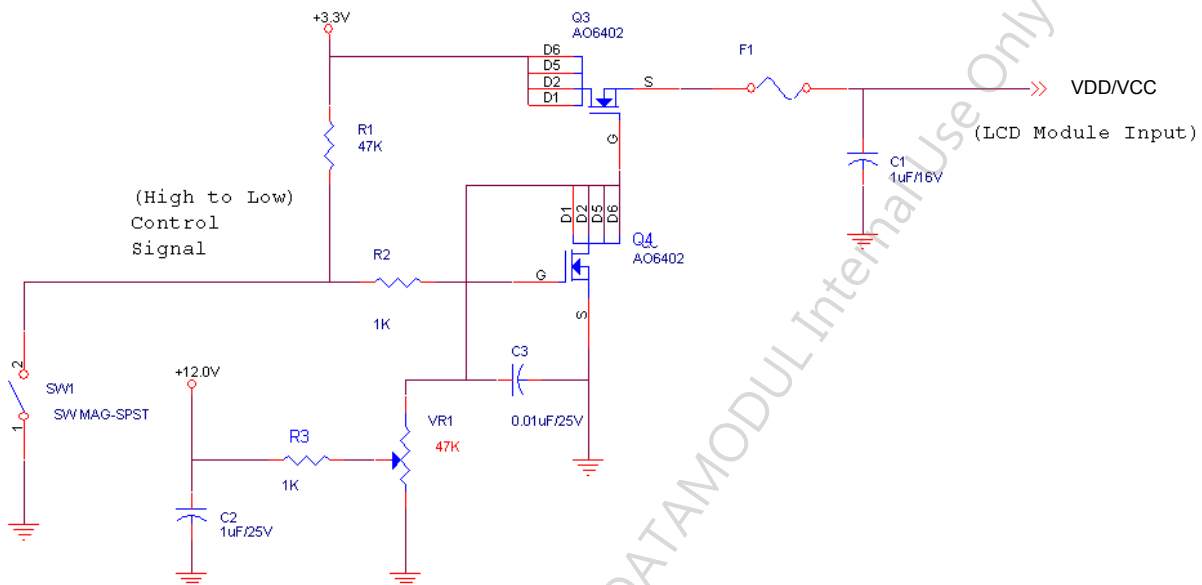 +3.3V
Q3
AO6402
D6
D5
D2
D1
S
G
F1
VDD/VCC
(LCD Module Input)
R1
47K
C1
1uF/16V
(High to Low)
Control
Signal
D1
D2
D5
D6
Q4
AO6402
R2
1K
G
S
C3
0.01uF/25V
+12.0V
2
SW1
SW MAG-SPST
1
R3
1K
VR1
47K
C2
1uF/25V
DATAMODUL Internal Use Only